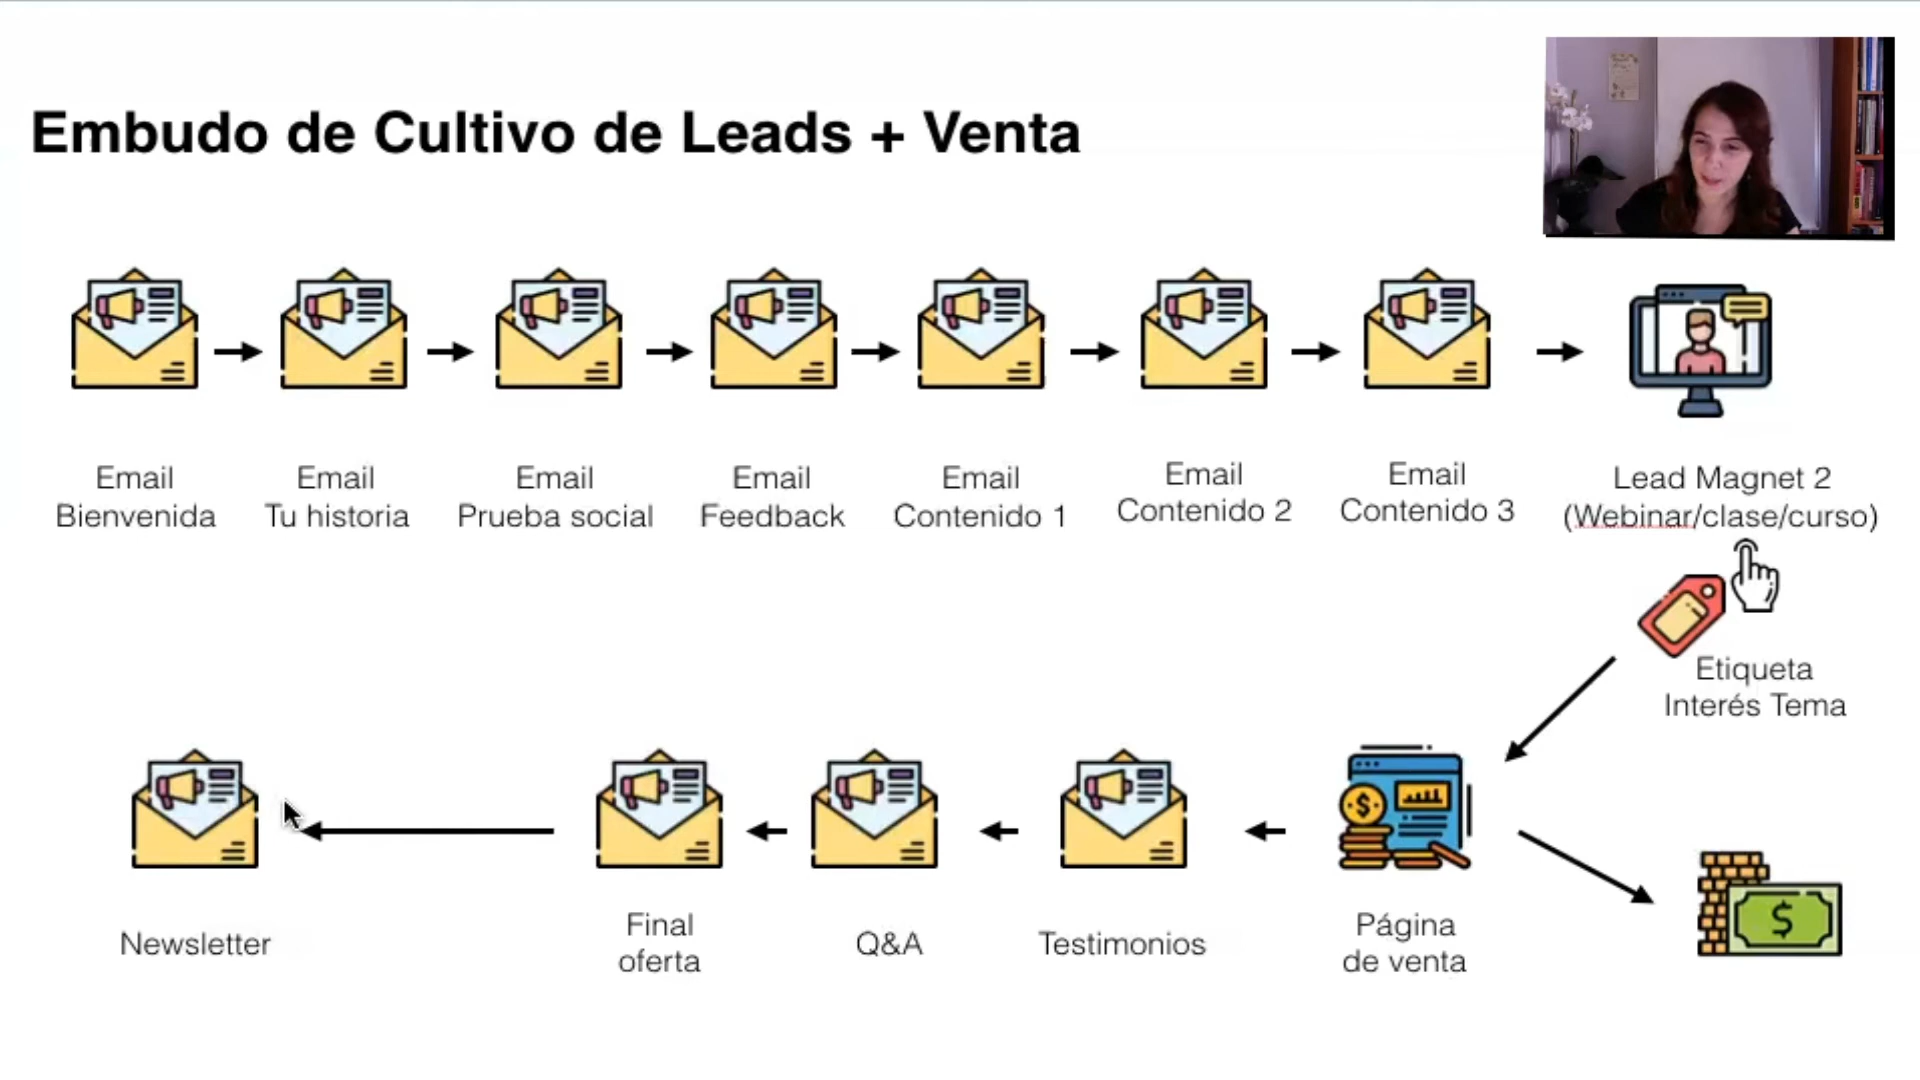 Embudo de Cultivo de Leads + Venta
Email
Bienvenida
Email
Tu historia
Email
Prueba social
Email
Feedback
Email
Contenido 1
Email
Contenido 2
Email
Contenido 3
Lead Magnet 2
(Webinar/clase/curso)
Etiqueta
Interés Tema
$
$
Newsletter
Final
oferta
Q&A
Testimonios
Página
de venta